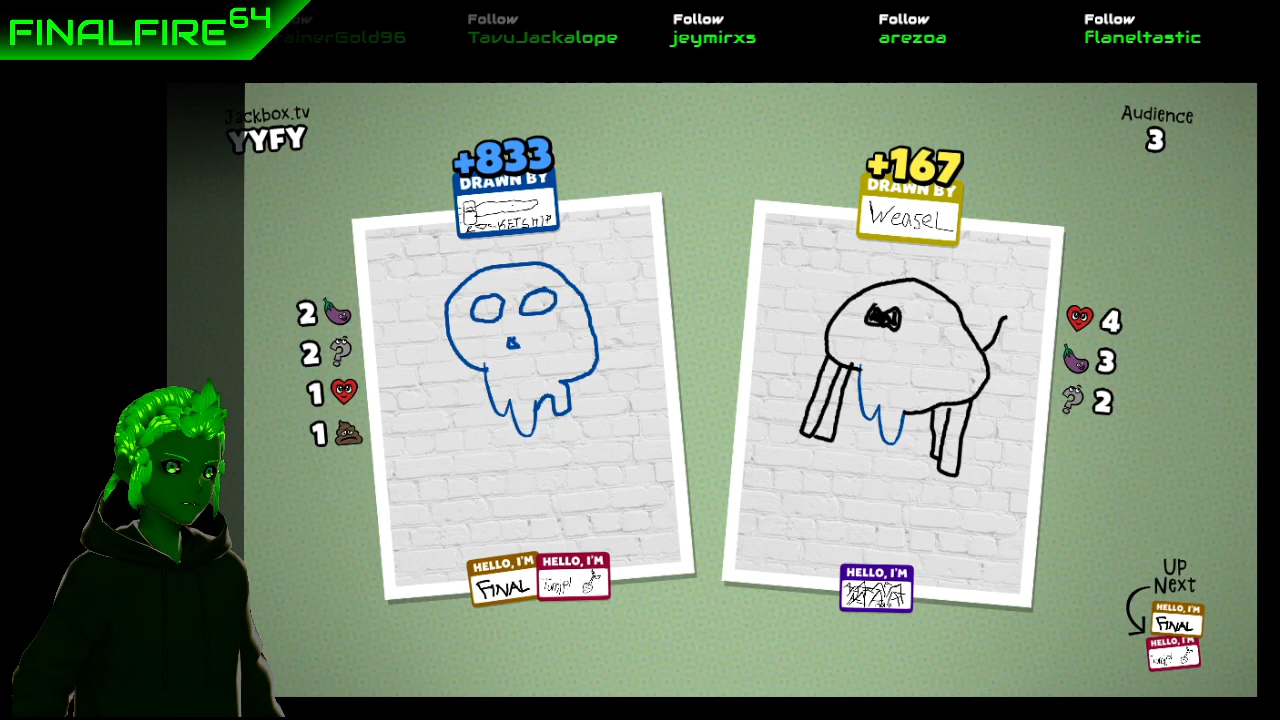 FINALFIRE64
Follow
Follow
Follow
Follow
TavuJackalope
jeymirxs
arezoa
Flaneltastic
Jackbox.tv
YYFY
Audience
3
+833
DRAWN BY
+167
DRAWN BY
WeaseL
2
2
1
1
4
3
2
HELLO, I'M
FINAL
HELLO, I'M
HELLO, I'M
UP
Next
HELLO, I'M
FINAL
HELLO, I'M